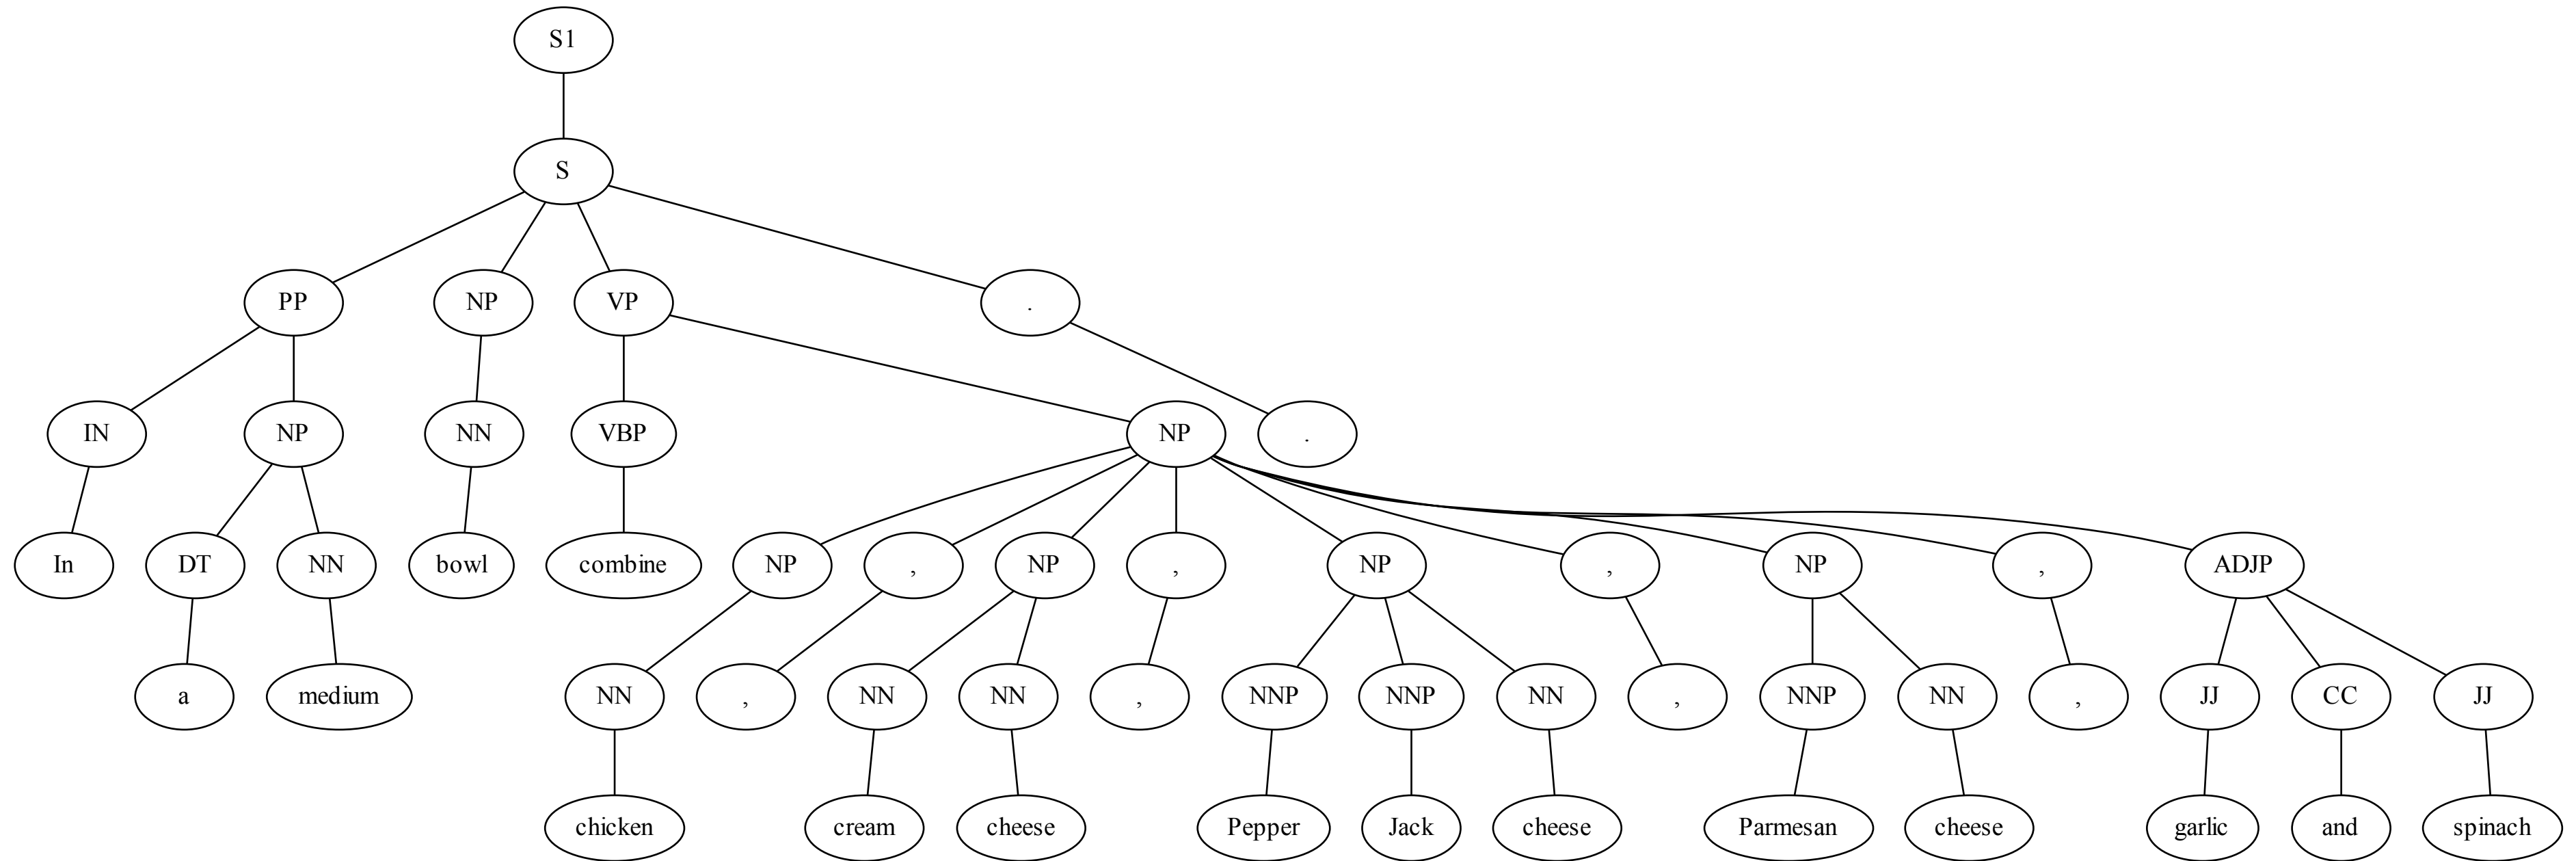 S1
S
PP NP VP .
IN NP NN VBP NP .
In DT NN bowl combine NP , NP , NP , NP , ADJP
a medium NN , NN NN , NNP NNP NN , NNP NN , JJ CC JJ
chicken cream cheese Pepper Jack cheese Parmesan cheese garlic and spinach